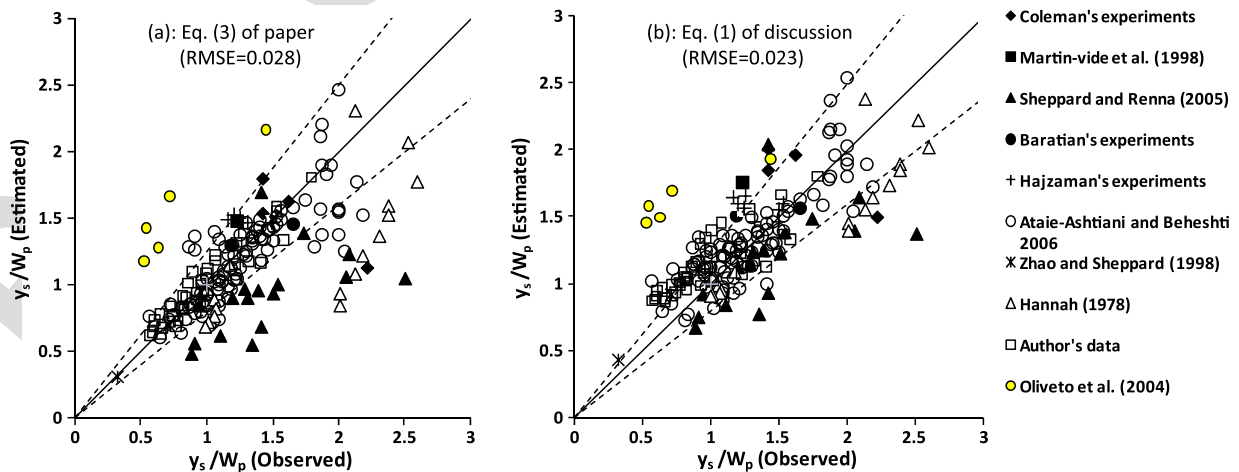 (a): Eq. (3) of paper
(RMSE=0.028)
3
2.5
2
1.5
1
0.5
0
0
0.5
1
1.5
2
2.5
3
ys /Wp (Estimated)
ys /Wp (Observed)
(b): Eq. (1) of discussion
(RMSE=0.023)
3
2.5
2
1.5
1
0.5
0
0
0.5
1
1.5
2
2.5
3
ys /Wp (Estimated)
ys /Wp (Observed)
Coleman's experiments
Martin-vide et al. (1998)
Sheppard and Renna (2005)
Baratian's experiments
Hajzaman's experiments
Ataie-Ashtiani and Beheshti
2006
Zhao and Sheppard (1998)
Hannah (1978)
Author's data
Oliveto et al. (2004)